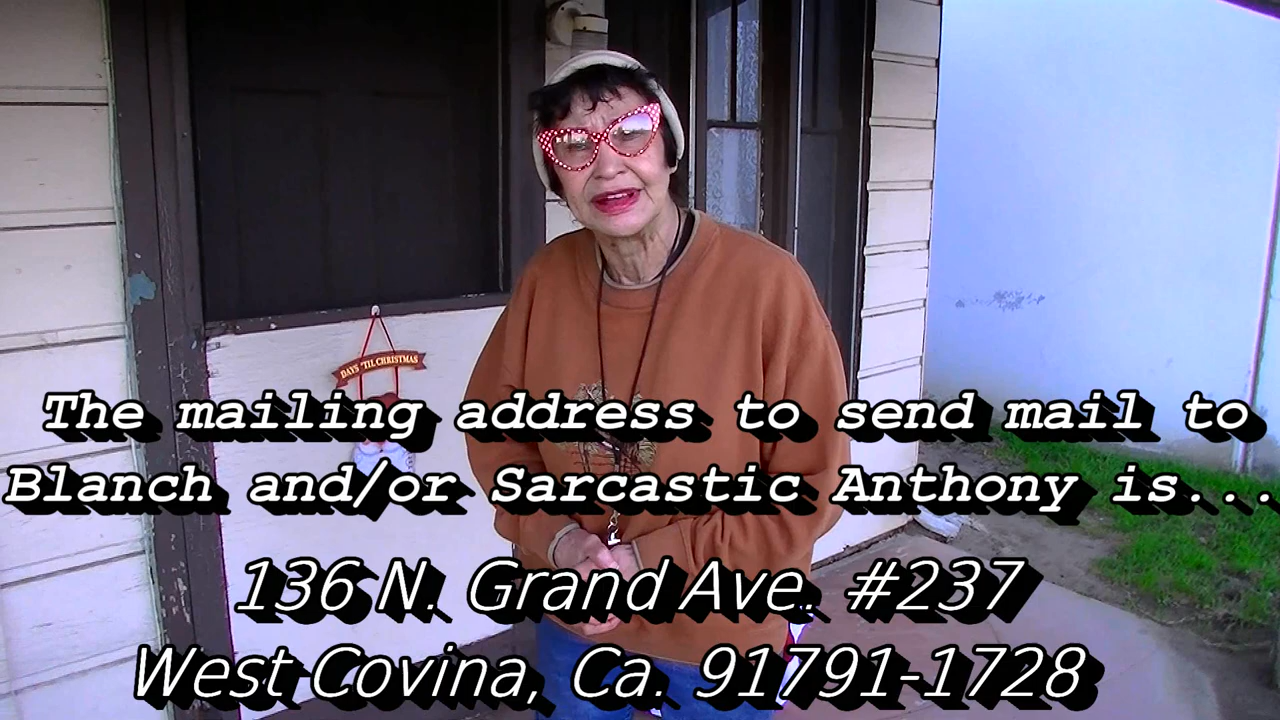 DAYS 'TIL CHRISTMAS
The mailing address to send mail to
Blanch and/or Sarcastic Anthony is...
136 N. Grand Ave. #237
West Covina, Ca. 91791-1728